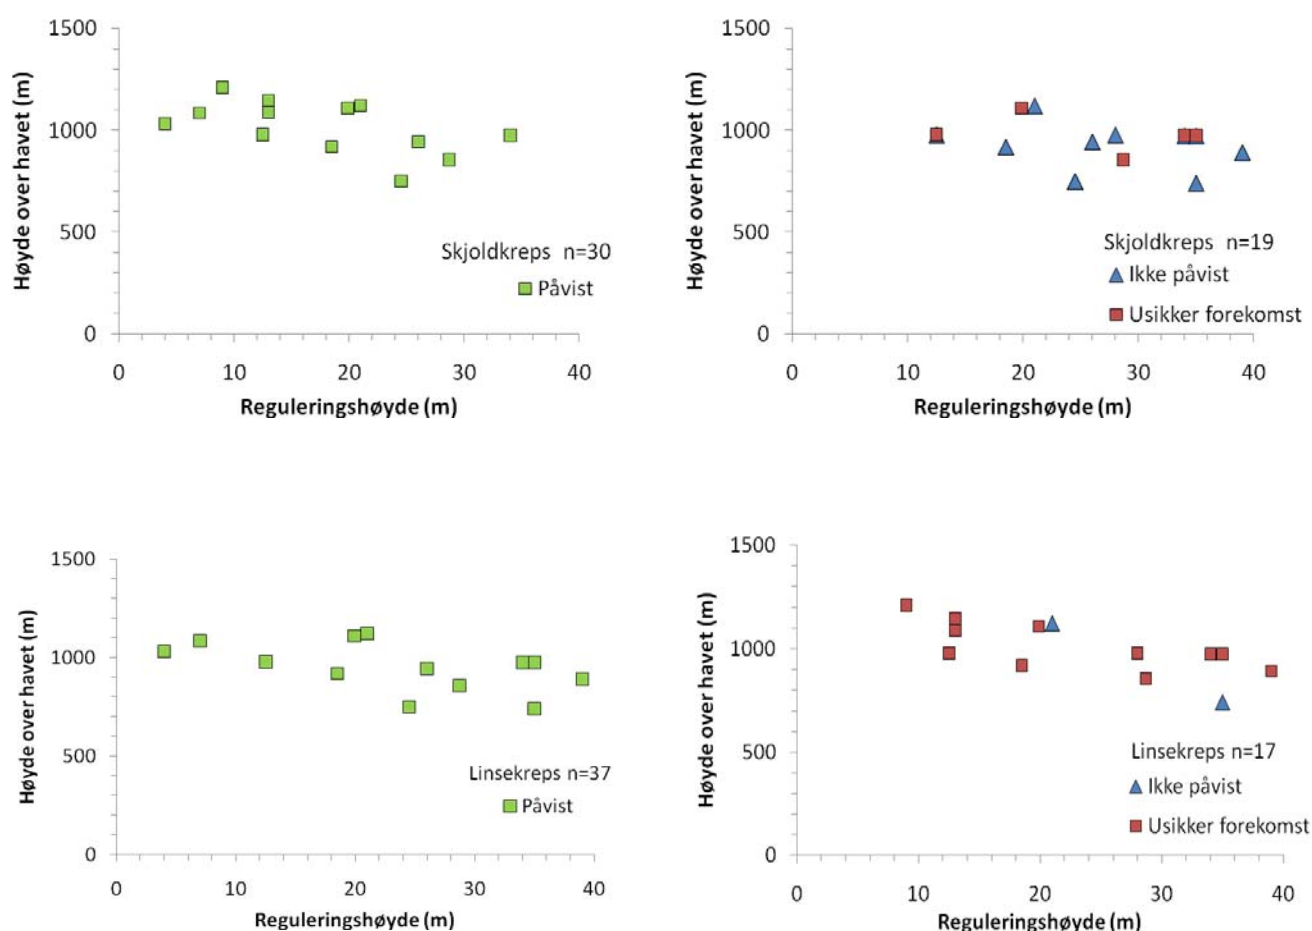 1500
1000
500
0
Høyde over havet (m)
Skjoldkreps n=30
Påvist
0 10 20 30 40
Reguleringshøyde (m)
1500
1000
500
0
Høyde over havet (m)
Skjoldkreps n=19
Ikke påvist
Usikker forekomst
0 10 20 30 40
Reguleringshøyde (m)
1500
1000
500
0
Høyde over havet (m)
Linsekreps n=37
Påvist
0 10 20 30 40
Reguleringshøyde (m)
1500
1000
500
0
Høyde over havet (m)
Linsekreps n=17
Ikke påvist
Usikker forekomst
0 10 20 30 40
Reguleringshøyde (m)